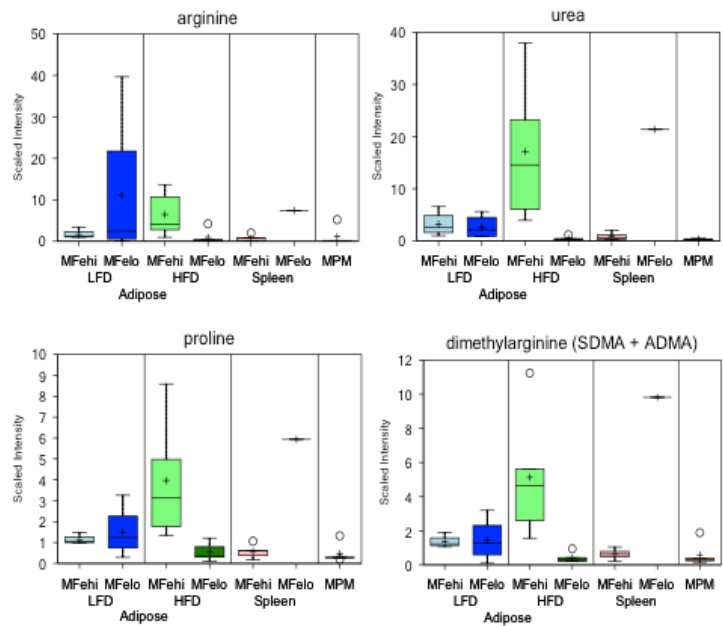 arginine
Scaled Intensity
50
40
30
20
10
0
MFehi MFelo MFehi MFelo MFehi MFelo MPM
LFD HFD Spleen
Adipose
urea
Scaled Intensity
40
30
20
10
0
MFehi MFelo MFehi MFelo MFehi MFelo MPM
LFD HFD Spleen
Adipose
proline
Scaled Intensity
10
9
8
7
6
5
4
3
2
1
0
MFehi MFelo MFehi MFelo MFehi MFelo MPM
LFD HFD Spleen
Adipose
dimethylarginine (SDMA + ADMA)
Scaled Intensity
12
10
8
6
4
2
0
MFehi MFelo MFehi MFelo MFehi MFelo MPM
LFD HFD Spleen
Adipose